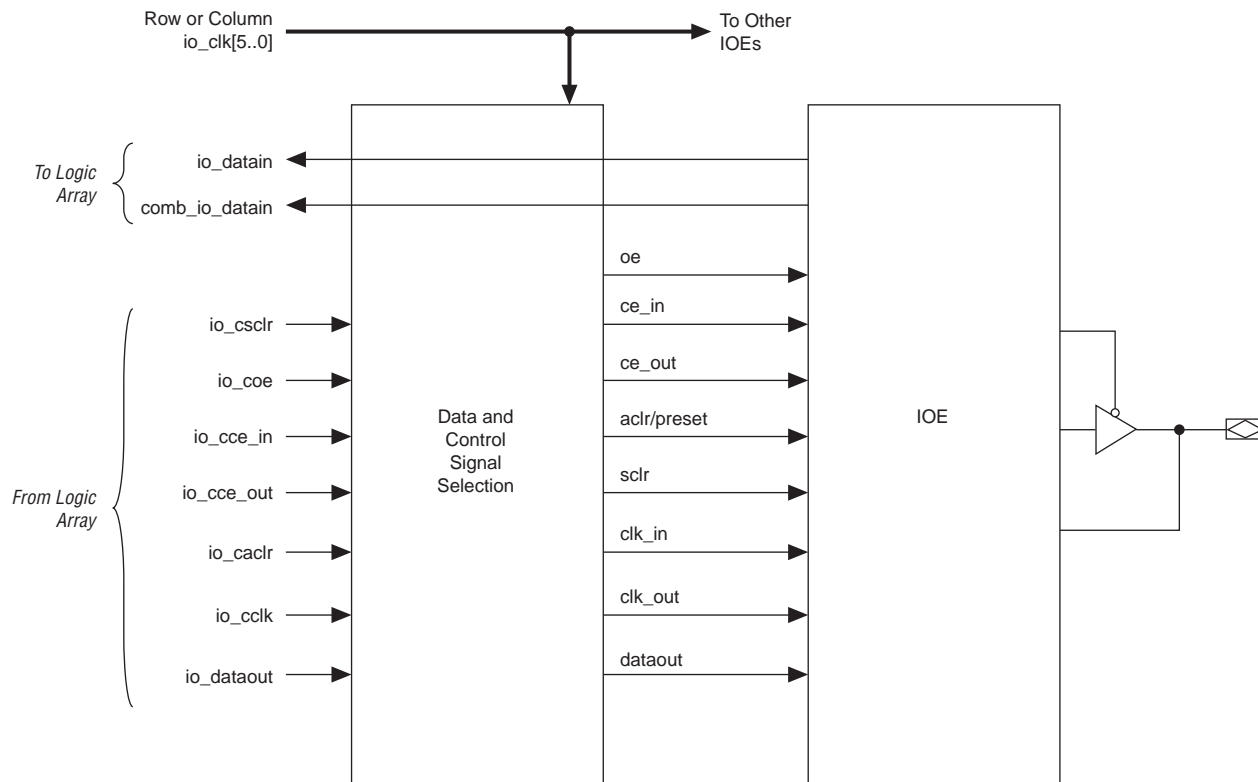 Row or Column
io_clk[5..0]
To Other
IOEs
To Logic
Array
io_datain
comb_io_datain
oe
ce_in
ce_out
aclr/preset
sclr
clk_in
clk_out
dataout
From Logic
Array
io_csclr
io_coe
io_cce_in
io_cce_out
io_caclr
io_cclk
io_dataout
Data and
Control
Signal
Selection
IOE